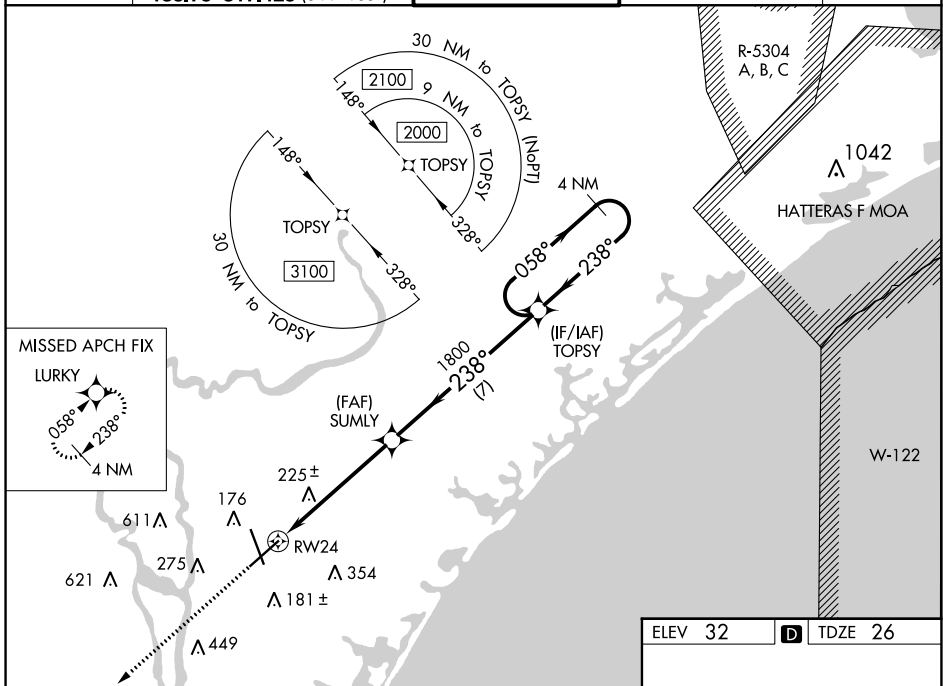 30 NM to TOPSY (NoPT)
2100
148°
9 NM to TOPSY
2000
TOPSY
328°
R-5304
A, B, C
1042
HATTERAS F MOA
148°
TOPSY
328°
3100
30 NM to TOPSY
4 NM
058°
238°
(IF/IAF)
TOPSY
1800
238°
(7)
MISSED APCH FIX
LURKY
058°
238°
4 NM
(FAF)
SUMLY
W-122
225±
176
611
RW24
275
354
621
181±
449
ELEV 32
D
TDZE 26